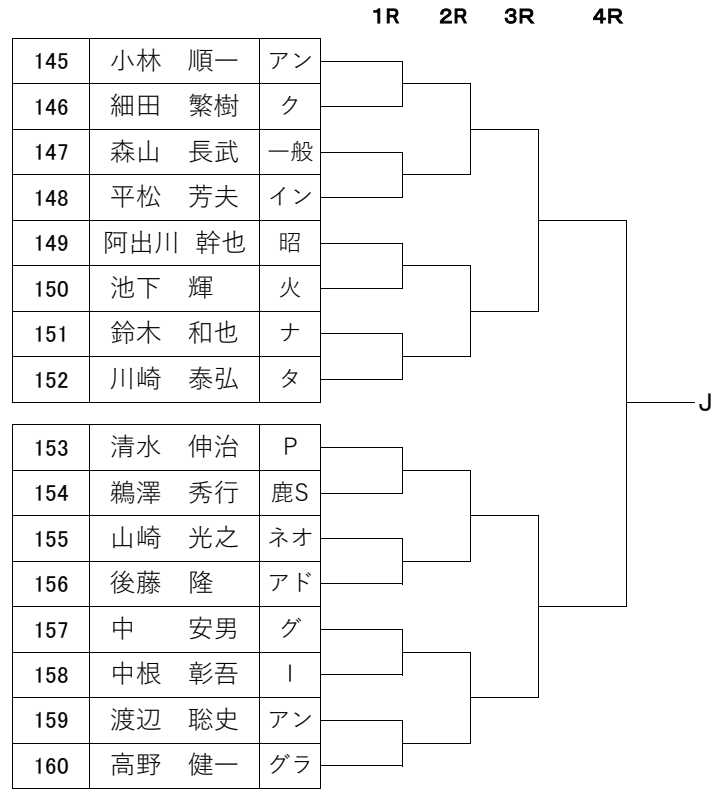 1R 2R 3R 4R
145 小林 順一 アン
146 細田 繁樹 ク
147 森山 長武 一般
148 平松 芳夫 イン
149 阿出川 幹也 昭
150 池下 輝 火
151 鈴木 和也 ナ
152 川崎 泰弘 タ
J
153 清水 伸治 P
154 鵜澤 秀行 鹿S
155 山崎 光之 ネオ
156 後藤 隆 アド
157 中 安男 グ
158 中根 彰吾 I
159 渡辺 聡史 アン
160 高野 健一 グラ